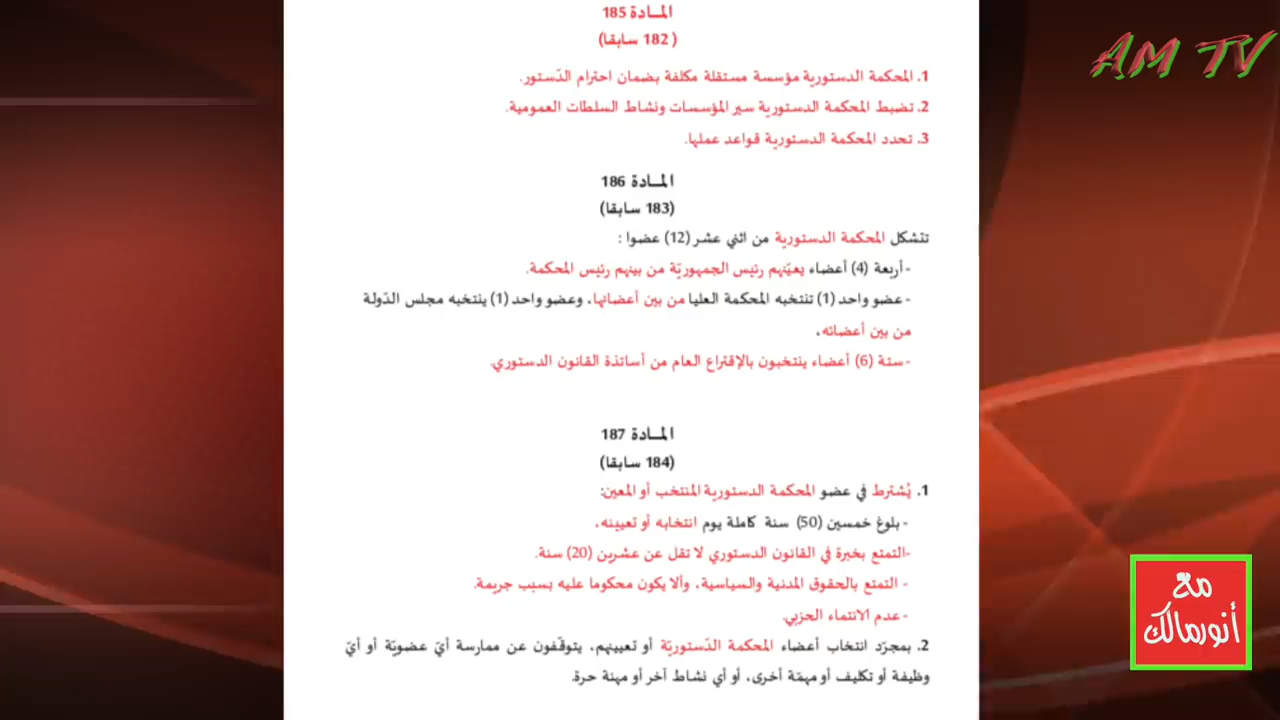 المادة 185
(182 سابقا)
1. المحكمة الدستورية مؤسسة مستقلة مكلفة بضمان احترام الدّستور.
2. تضبط المحكمة الدستورية سير المؤسسات ونشاط السلطات العمومية.
3. تحدد المحكمة الدستورية قواعد عملها.
المادة 186
(183 سابقا)
تتشكل المحكمة الدستورية من اثني عشر (12) عضوا :
-أربعة (4) أعضاء يعيّنهم رئيس الجمهوريّة من بينهم رئيس المحكمة.
-عضو واحد (1) تنتخبه المحكمة العليا من بين أعضائها، وعضو واحد (1) ينتخبه مجلس الدّولة
من بين أعضائه،
-ستة (6) أعضاء ينتخبون بالإقتراع العام من أساتذة القانون الدستوري.
المادة 187
(184 سابقا)
1. يُشترط في عضو المحكمة الدستورية المنتخب أو المعين:
- بلوغ خمسين (50) سنة كاملة يوم انتخابه أو تعيينه،
-التمتع بخبرة في القانون الدستوري لا تقل عن عشرين (20) سنة.
- التمتع بالحقوق المدنية والسياسية، وألا يكون محكوما عليه بسبب جريمة.
- عدم الانتماء الحزبي.
2. بمجرّد انتخاب أعضاء المحكمة الدّستوريّة أو تعيينهم، يتوقّفون عن ممارسة أيّ عضويّة أو أيّ
وظيفة أو تكليف أو مهمّة أخرى، أو أي نشاط آخر أو مهنة حرة.
AM TV
مع
أنور مالك